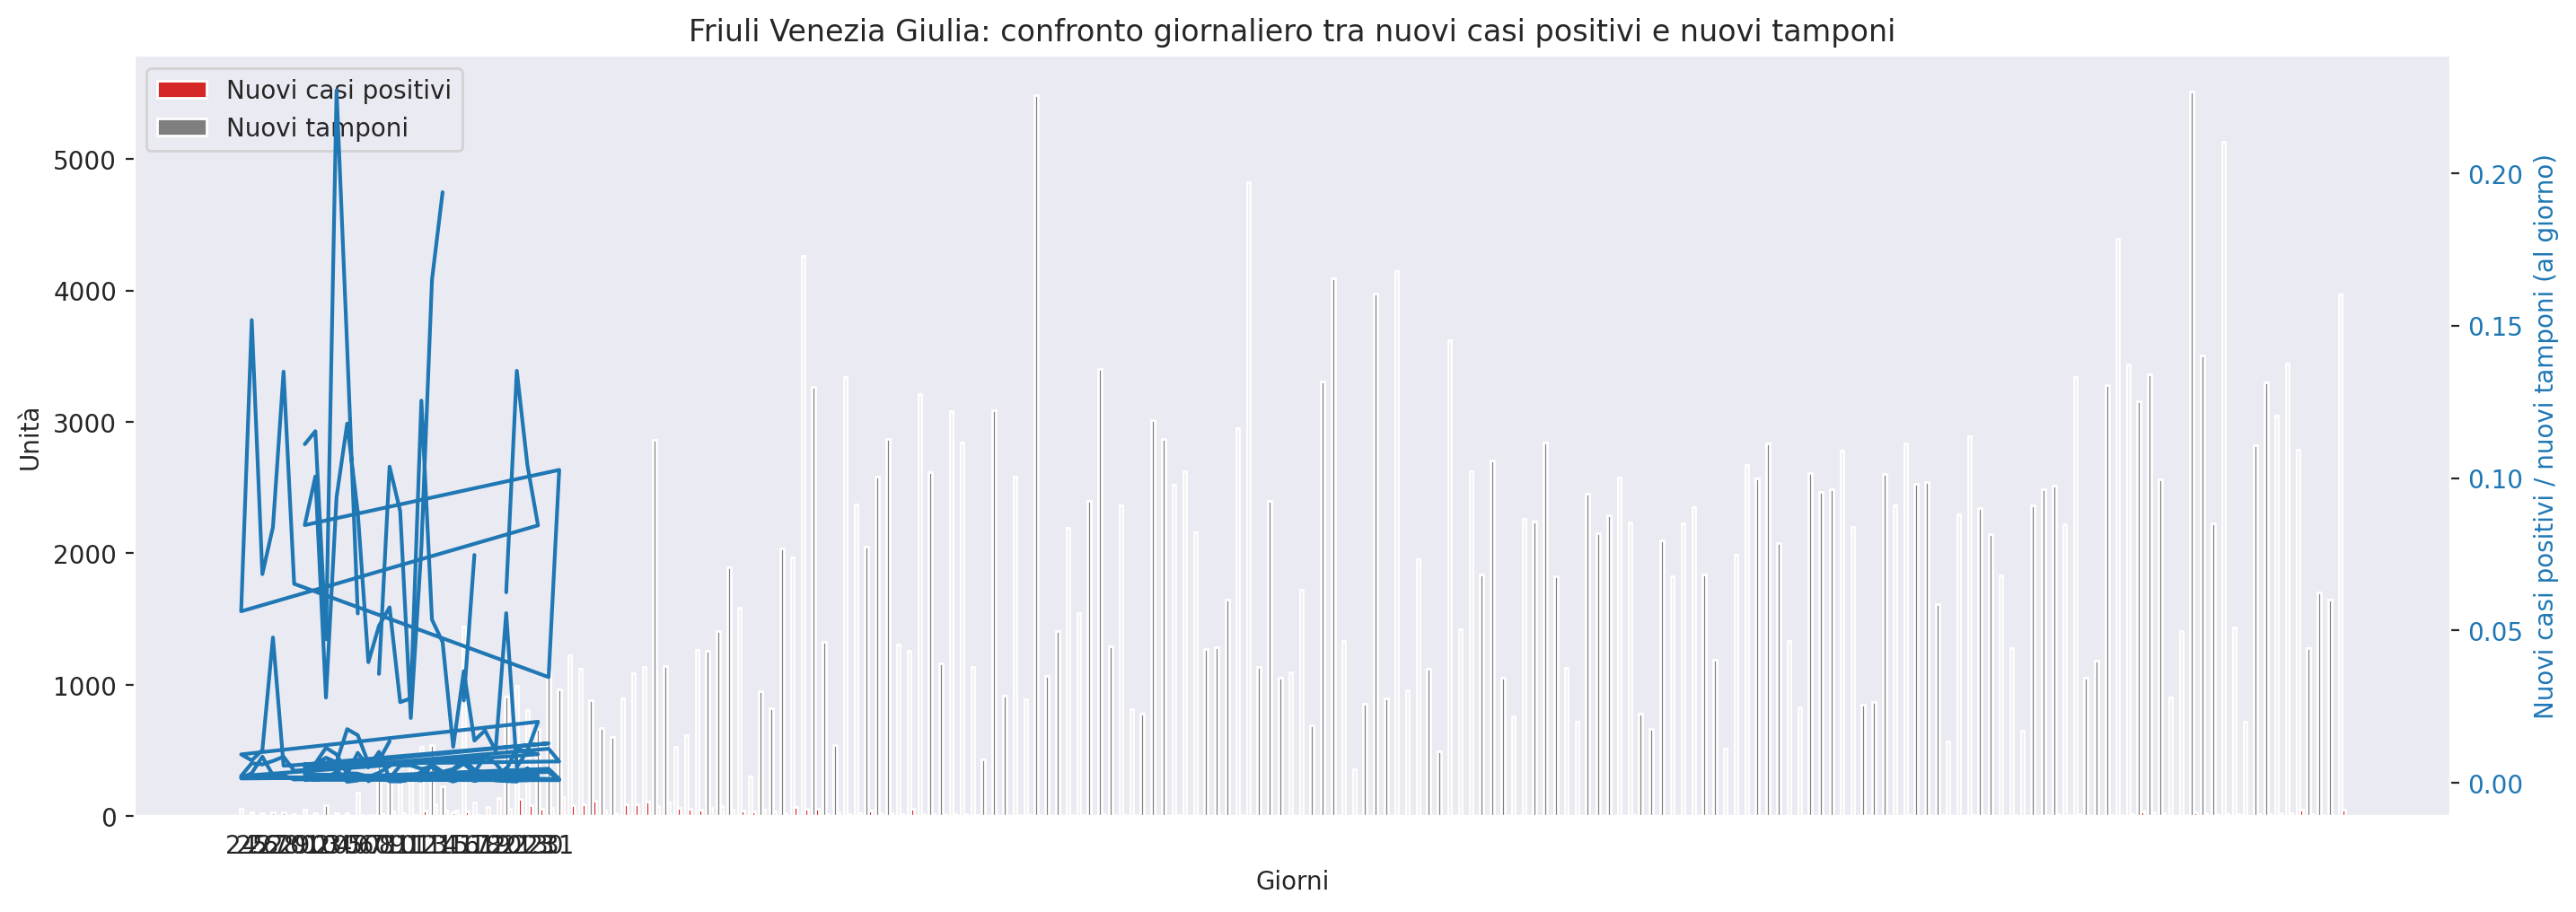 Friuli Venezia Giulia: confronto giornaliero tra nuovi casi positivi e nuovi tamponi
Nuovi casi positivi
Nuovi tamponi
Unità
5000
4000
3000
2000
1000
0
0.20
0.15
0.10
0.05
0.00
Nuovi casi positivi / nuovi tamponi (al giorno)
Giorni